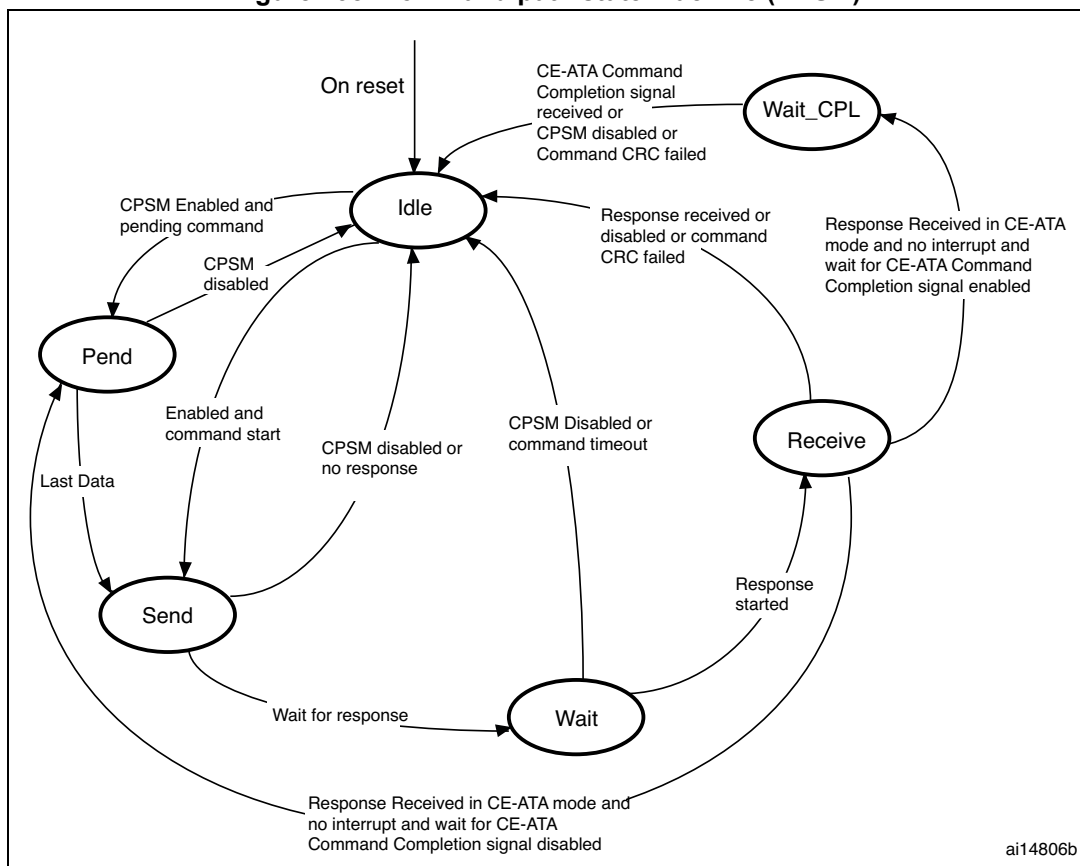 On reset
CE-ATA Command
Completion signal
received or
CPSM disabled or
Command CRC failed
Wait_CPL
CPSM Enabled and
pending command
Idle
Response received or
disabled or command
CRC failed
Response Received in CE-ATA
mode and no interrupt and
wait for CE-ATA Command
Completion signal enabled
CPSM
disabled
Pend
Enabled and
command start
CPSM disabled or
no response
CPSM Disabled or
command timeout
Receive
Last Data
Send
Response
started
Wait for response
Wait
Response Received in CE-ATA mode and
no interrupt and wait for CE-ATA
Command Completion signal disabled
ai14806b